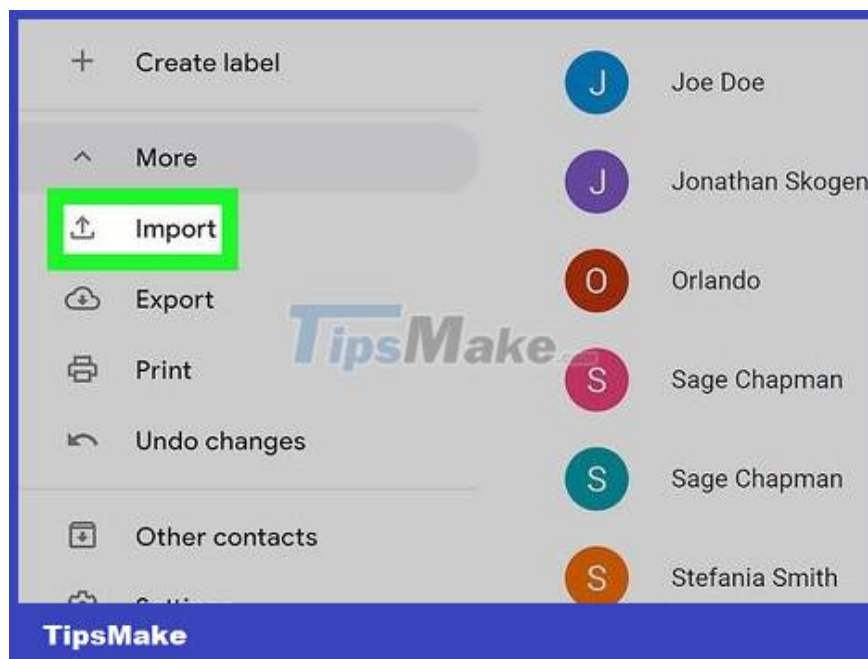 Create label
More
Import
Export
Print
Undo changes
Other contacts
J
Joe Doe
J
Jonathan Skogen
O
Orlando
S
Sage Chapman
S
Sage Chapman
S
Stefania Smith
TipsMake
TipsMake